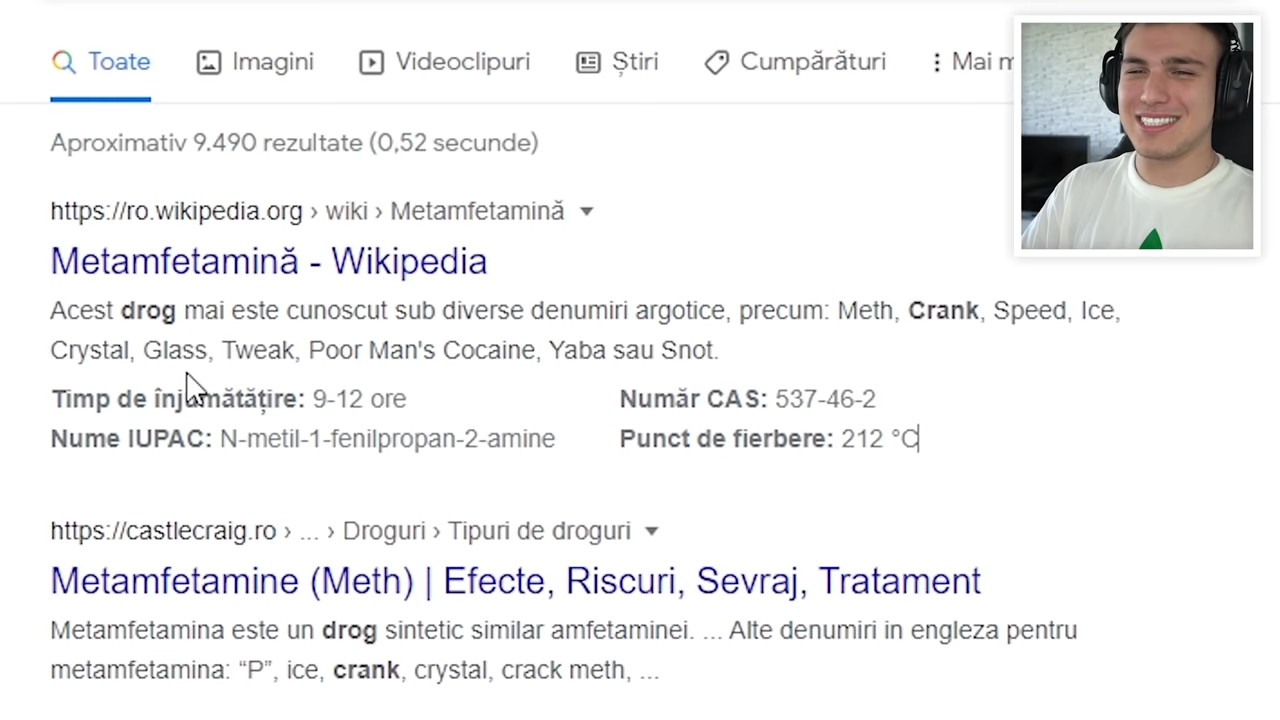 Toate Imagini Videoclipuri Știri Cumpărături Mai m
Aproximativ 9.490 rezultate (0,52 secunde)
https://ro.wikipedia.org › wiki › Metamfetamină
Metamfetamină - Wikipedia
Acest drog mai este cunoscut sub diverse denumiri argotice, precum: Meth, Crank, Speed, Ice,
Crystal, Glass, Tweak, Poor Man's Cocaine, Yaba sau Snot.
Timp de înjumătățire: 9-12 ore Număr CAS: 537-46-2
Nume IUPAC: N-metil-1-fenilpropan-2-amine Punct de fierbere: 212 °C
https://castlecraig.ro › ... › Droguri › Tipuri de droguri
Metamfetamine (Meth) | Efecte, Riscuri, Sevraj, Tratament
Metamfetamina este un drog sintetic similar amfetaminei. ... Alte denumiri in engleza pentru
metamfetamina: “P”, ice, crank, crystal, crack meth, ...